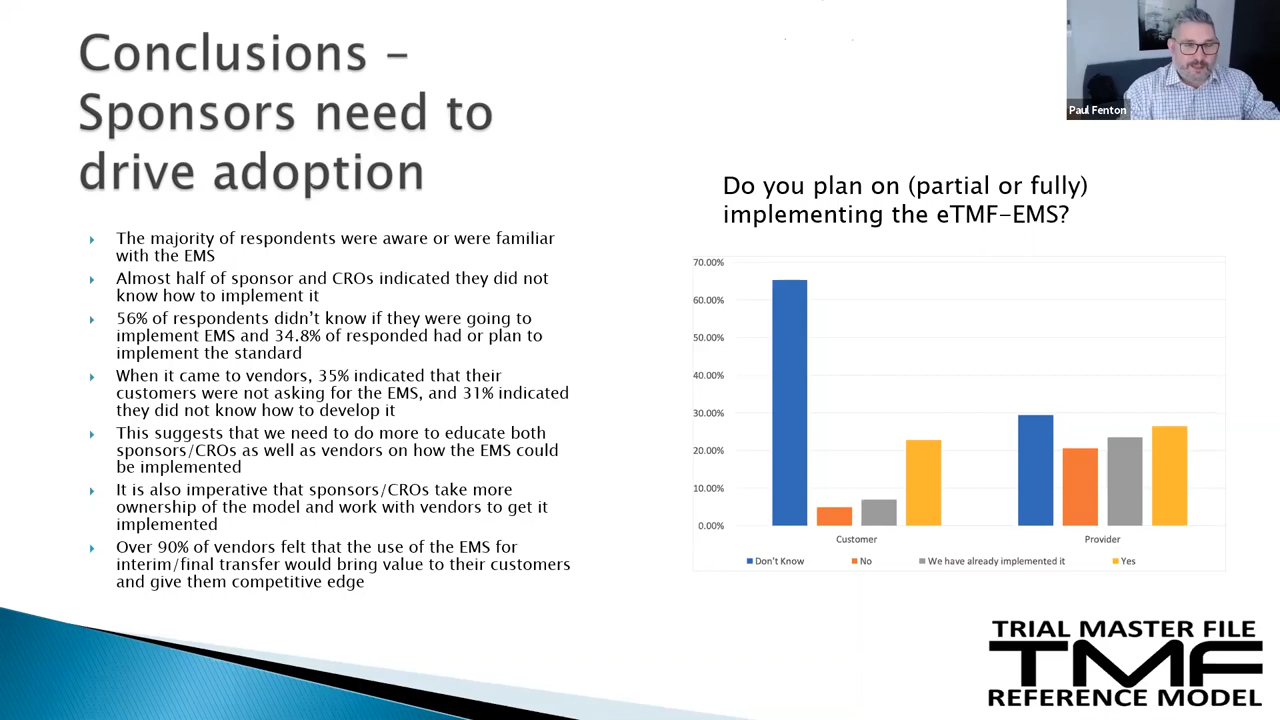 Conclusions –
Sponsors need to
drive adoption
The majority of respondents were aware or were familiar
with the EMS
Almost half of sponsor and CROs indicated they did not
know how to implement it
56% of respondents didn't know if they were going to
implement EMS and 34.8% of responded had or plan to
implement the standard
When it came to vendors, 35% indicated that their
customers were not asking for the EMS, and 31% indicated
they did not know how to develop it
This suggests that we need to do more to educate both
sponsors/CROs as well as vendors on how the EMS could
be implemented
It is also imperative that sponsors/CROs take more
ownership of the model and work with vendors to get it
implemented
Over 90% of vendors felt that the use of the EMS for
interim/final transfer would bring value to their customers
and give them competitive edge
Paul Fenton
Do you plan on (partial or fully)
implementing the eTMF-EMS?
70.00%
60.00%
50.00%
40.00%
30.00%
20.00%
10.00%
0.00%
Customer Provider
Don't Know No We have already implemented it Yes
TRIAL MASTER FILE
TMF
REFERENCE MODEL